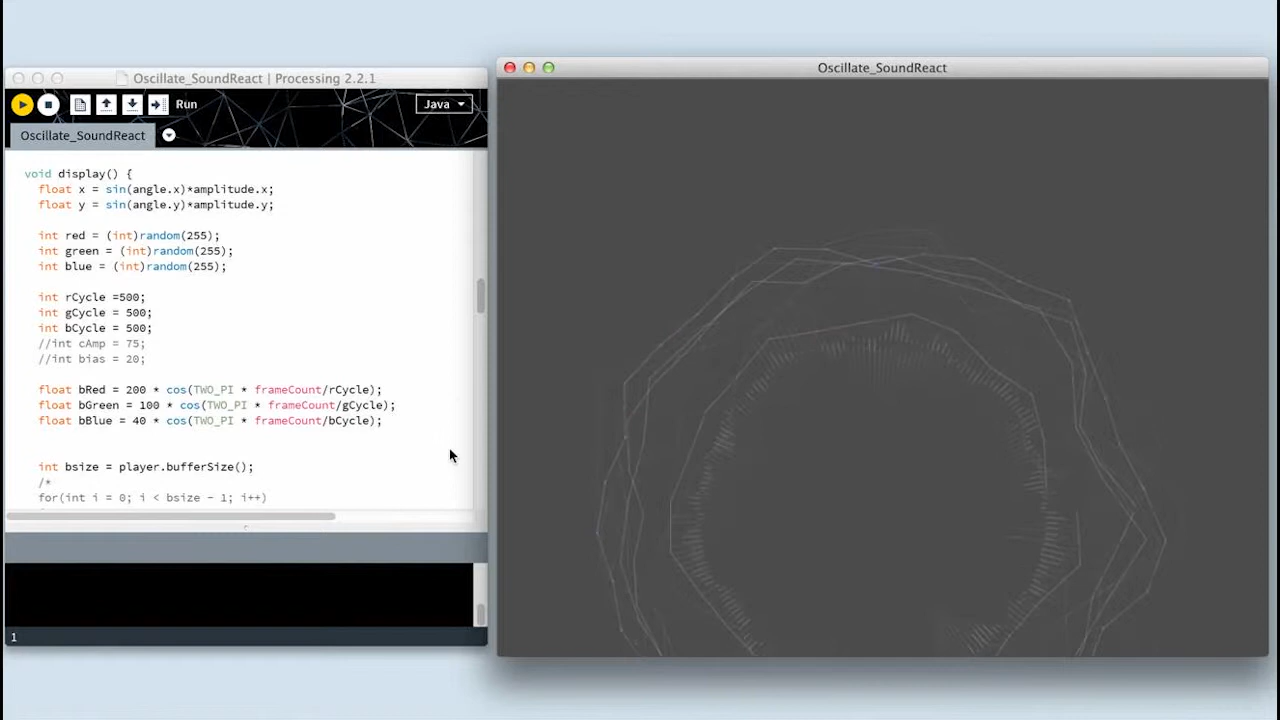 Oscillate_SoundReact | Processing 2.2.1
Run
Java
Oscillate_SoundReact
void display() {
float x = sin(angle.x)*amplitude.x;
float y = sin(angle.y)*amplitude.y;
int red = (int)random(255);
int green = (int)random(255);
int blue = (int)random(255);
int rCycle =500;
int gCycle = 500;
int bCycle = 500;
//int cAmp = 75;
//int bias = 20;
float bRed = 200 * cos(TWO_PI * frameCount/rCycle);
float bGreen = 100 * cos(TWO_PI * frameCount/gCycle);
float bBlue = 40 * cos(TWO_PI * frameCount/bCycle);
int bsize = player.bufferSize();
/*
for(int i = 0; i < bsize - 1; i++)
1
Oscillate_SoundReact